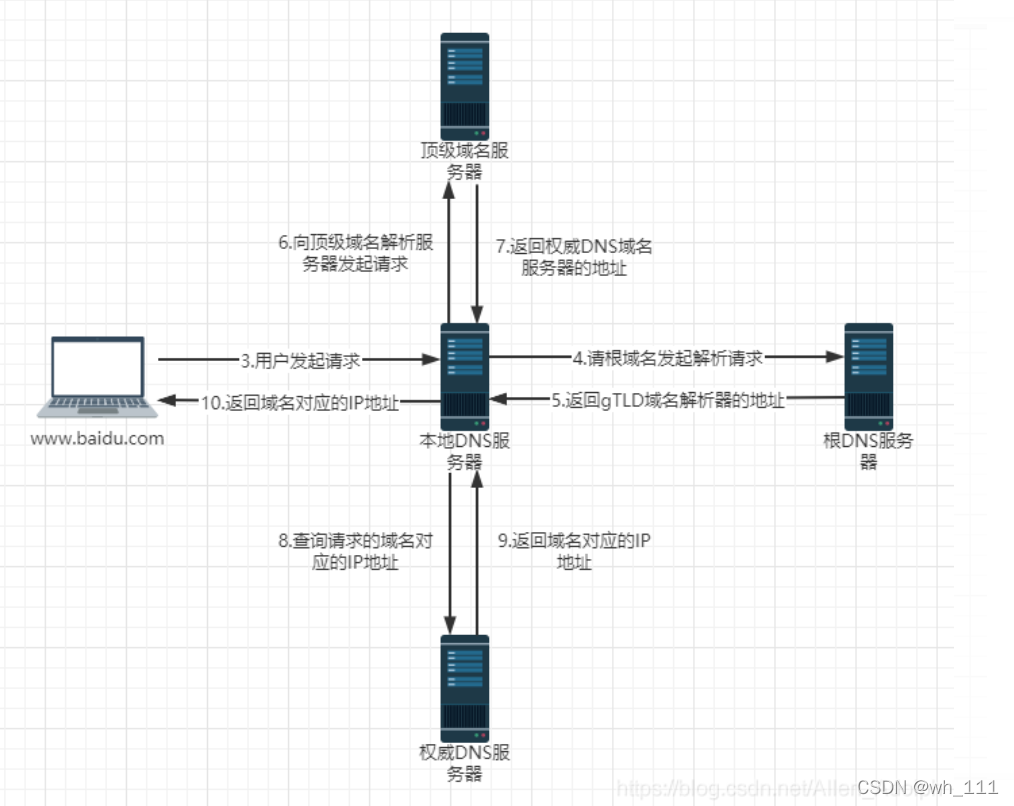 顶级域名服
务器
6.向顶级域名解析服
务器发起请求
7.返回权威DNS域名
服务器的地址
3.用户发起请求
4.请根域名发起解析请求
10.返回域名对应的IP地址
5.返回gTLD域名解析器的地址
www.baidu.com
本地DNS服
务器
根DNS服务
器
8.查询请求的域名对
应的IP地址
9.返回域名对应的IP
地址
权威DNS服
务器
https://blog.csdn.net/Allen_
CSDN @wh_111